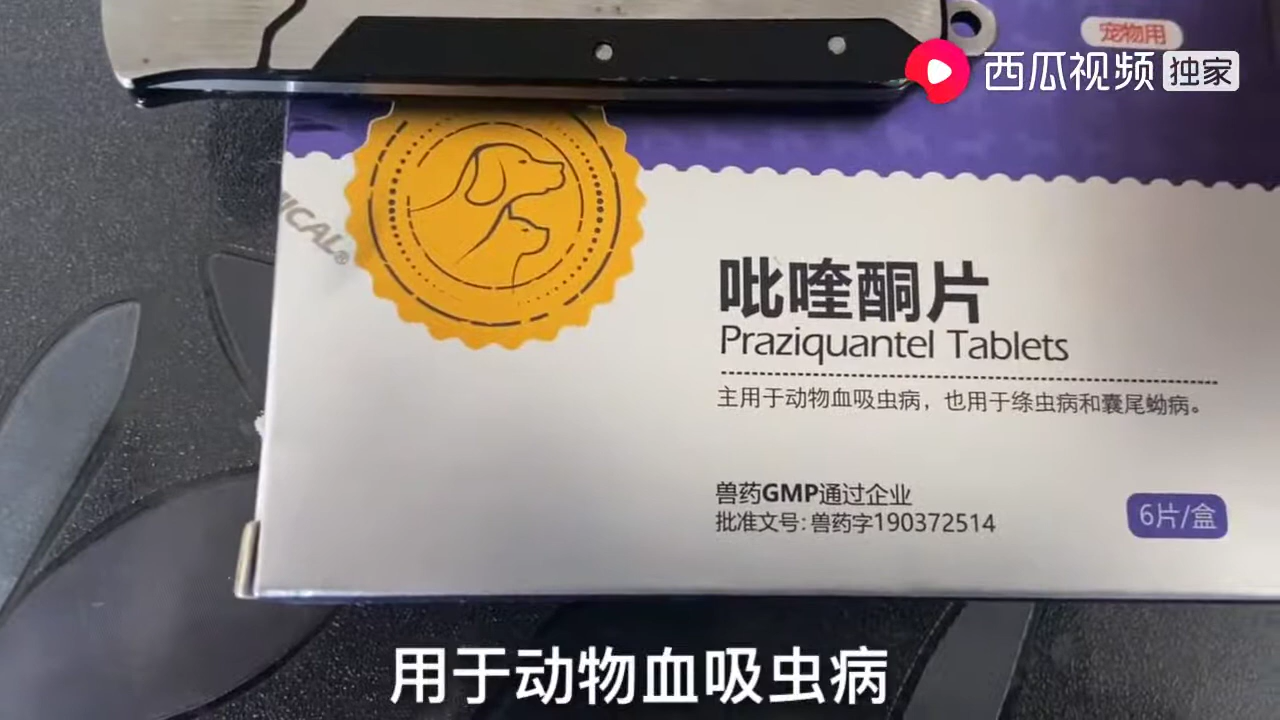 宠物用
西瓜视频 独家
ICAL®
吡喹酮片
Praziquantel Tablets
主用于动物血吸虫病，也用于绦虫病和囊尾蚴病。
兽药GMP通过企业
批准文号: 兽药字190372514
6片/盒
用于动物血吸虫病